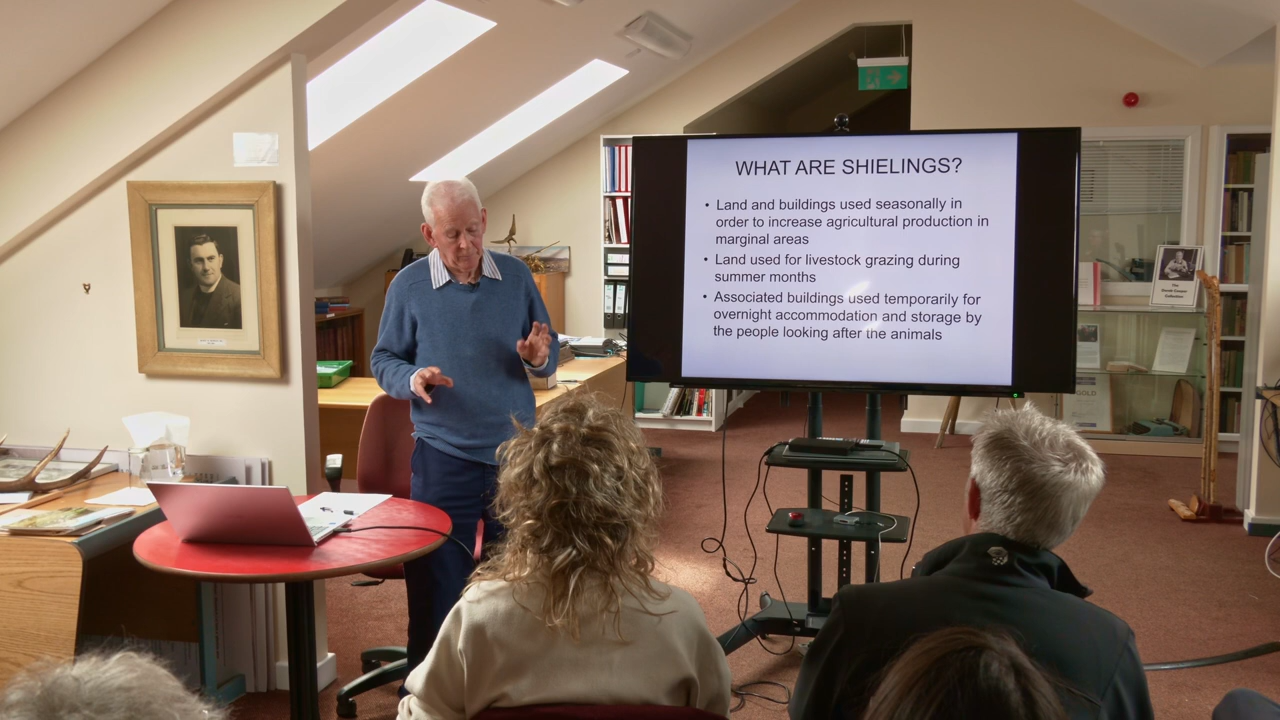 WHAT ARE SHIELINGS?
• Land and buildings used seasonally in
order to increase agricultural production in
marginal areas
• Land used for livestock grazing during
summer months
• Associated buildings used temporarily for
overnight accommodation and storage by
the people looking after the animals
GOLD